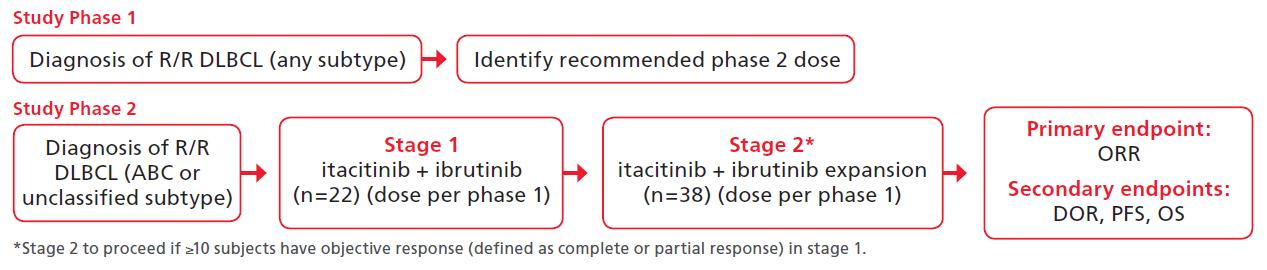 Study Phase 1
Diagnosis of R/R DLBCL (any subtype)
Identify recommended phase 2 dose
Study Phase 2
Diagnosis of R/R
DLBCL (ABC or
unclassified subtype)
Stage 1
itacitinib + ibrutinib
(n=22) (dose per phase 1)
Stage 2*
itacitinib + ibrutinib expansion
(n=38) (dose per phase 1)
Primary endpoint:
ORR
Secondary endpoints:
DOR, PFS, OS
*Stage 2 to proceed if ≥10 subjects have objective response (defined as complete or partial response) in stage 1.